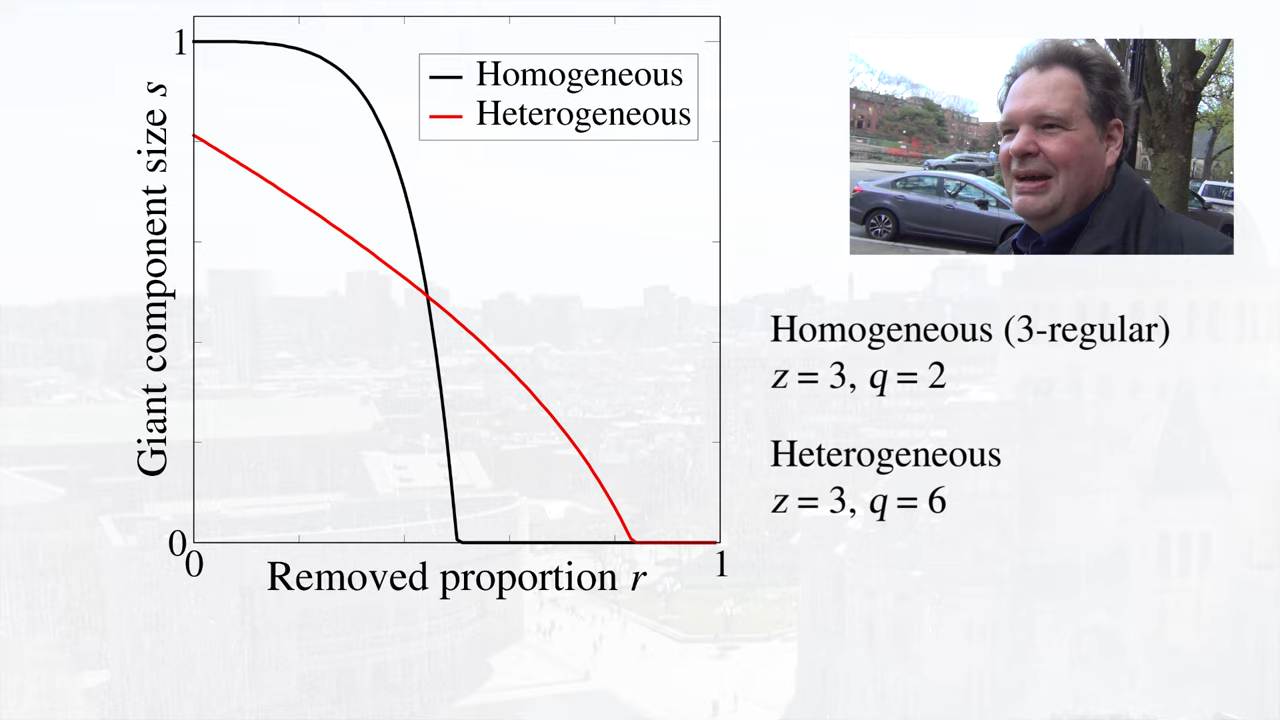 1
Giant component size s
0
0
1
Removed proportion r
Homogeneous
Heterogeneous
Homogeneous (3-regular)
z = 3, q = 2
Heterogeneous
z = 3, q = 6